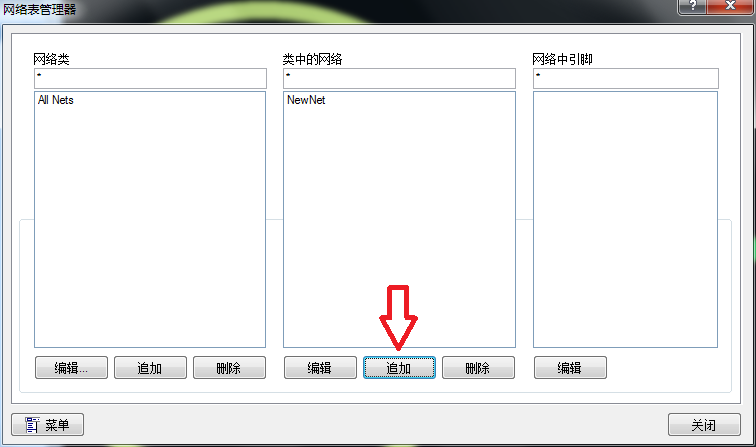 网络表管理器
?
网络类
类中的网络
网络中引脚
*
*
*
All Nets
NewNet
编辑...
追加
删除
编辑
追加
删除
编辑
菜单
关闭